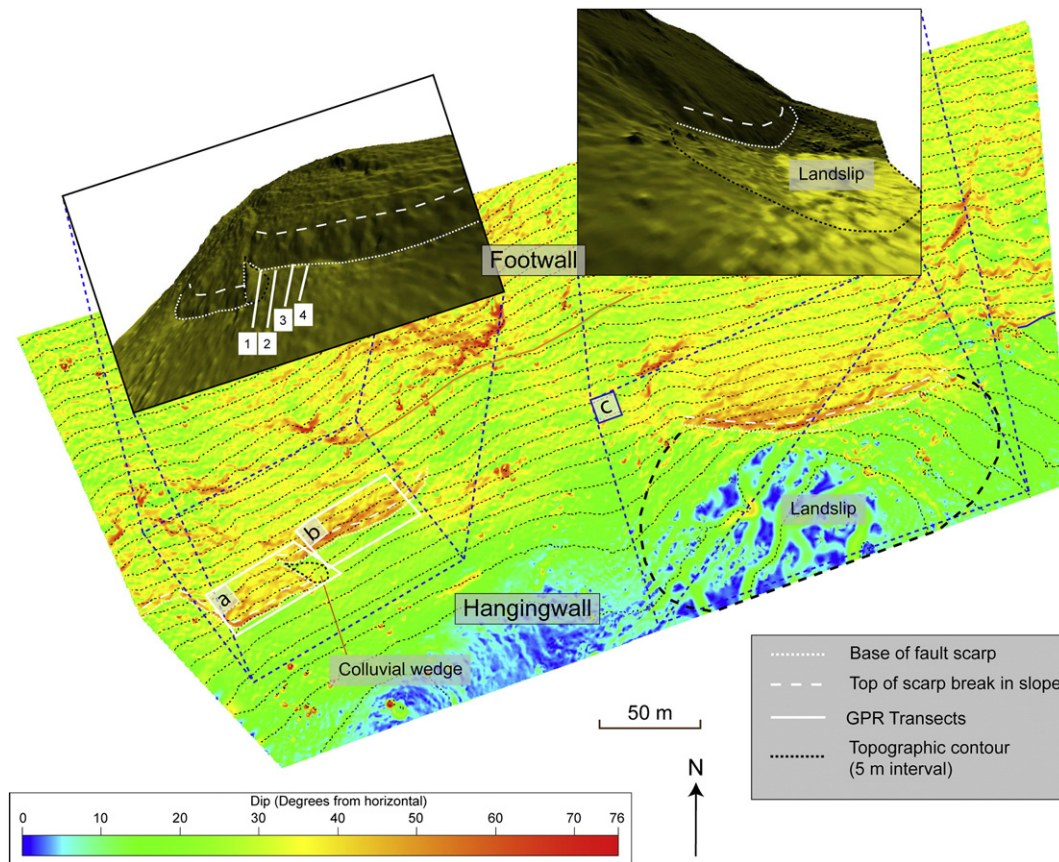 Landslip
Footwall
1
2
3
4
c
b
a
Landslip
Hangingwall
Colluvial wedge
50 m
N
Base of fault scarp
Top of scarp break in slope
GPR Transects
Topographic contour
(5 m interval)
Dip (Degrees from horizontal)
0 10 20 30 40 50 60 70 76